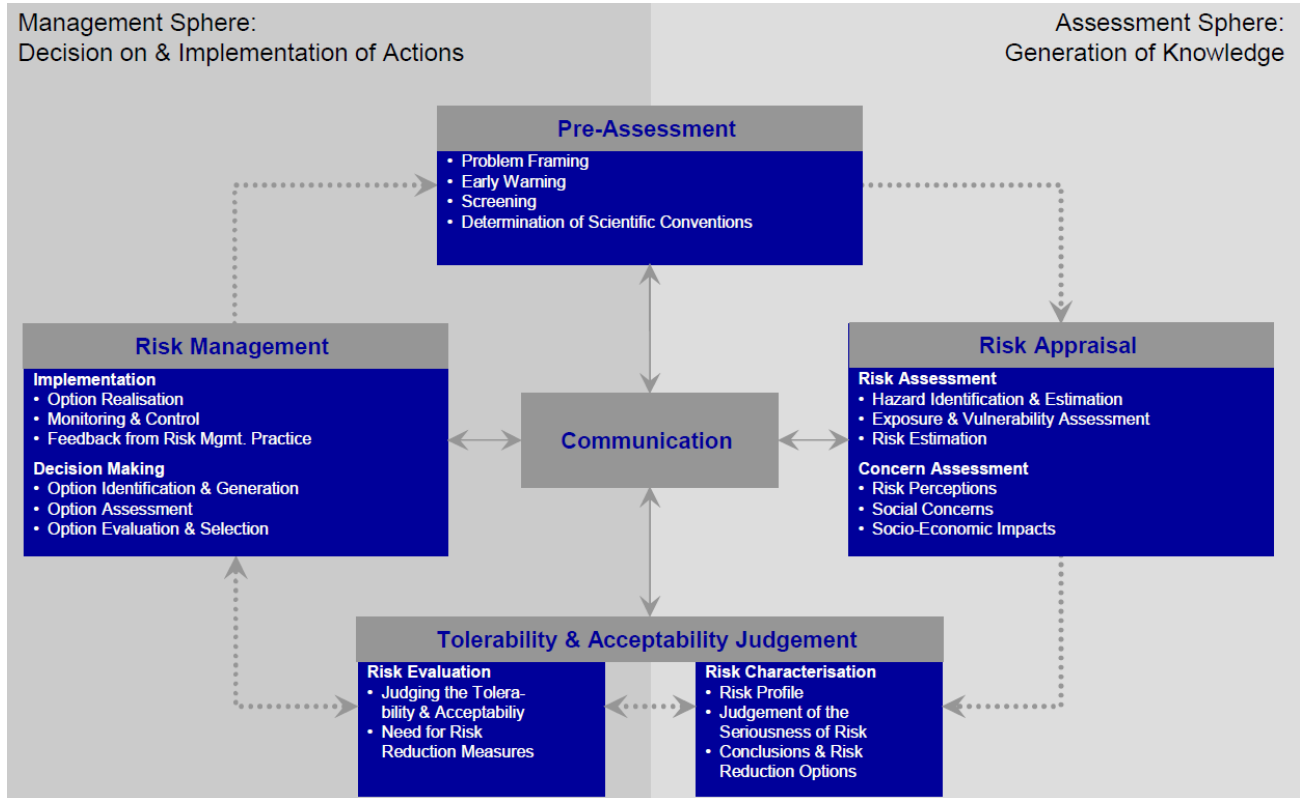 Management Sphere:
Decision on & Implementation of Actions
Assessment Sphere:
Generation of Knowledge
Pre-Assessment
• Problem Framing
• Early Warning
• Screening
• Determination of Scientific Conventions
Risk Management
Implementation
• Option Realisation
• Monitoring & Control
• Feedback from Risk Mgmt. Practice
Decision Making
• Option Identification & Generation
• Option Assessment
• Option Evaluation & Selection
Communication
Risk Appraisal
Risk Assessment
• Hazard Identification & Estimation
• Exposure & Vulnerability Assessment
• Risk Estimation
Concern Assessment
• Risk Perceptions
• Social Concerns
• Socio-Economic Impacts
Tolerability & Acceptability Judgement
Risk Evaluation
• Judging the Tolera-
bility & Acceptabiliy
• Need for Risk
Reduction Measures
Risk Characterisation
• Risk Profile
• Judgement of the
Seriousness of Risk
• Conclusions & Risk
Reduction Options